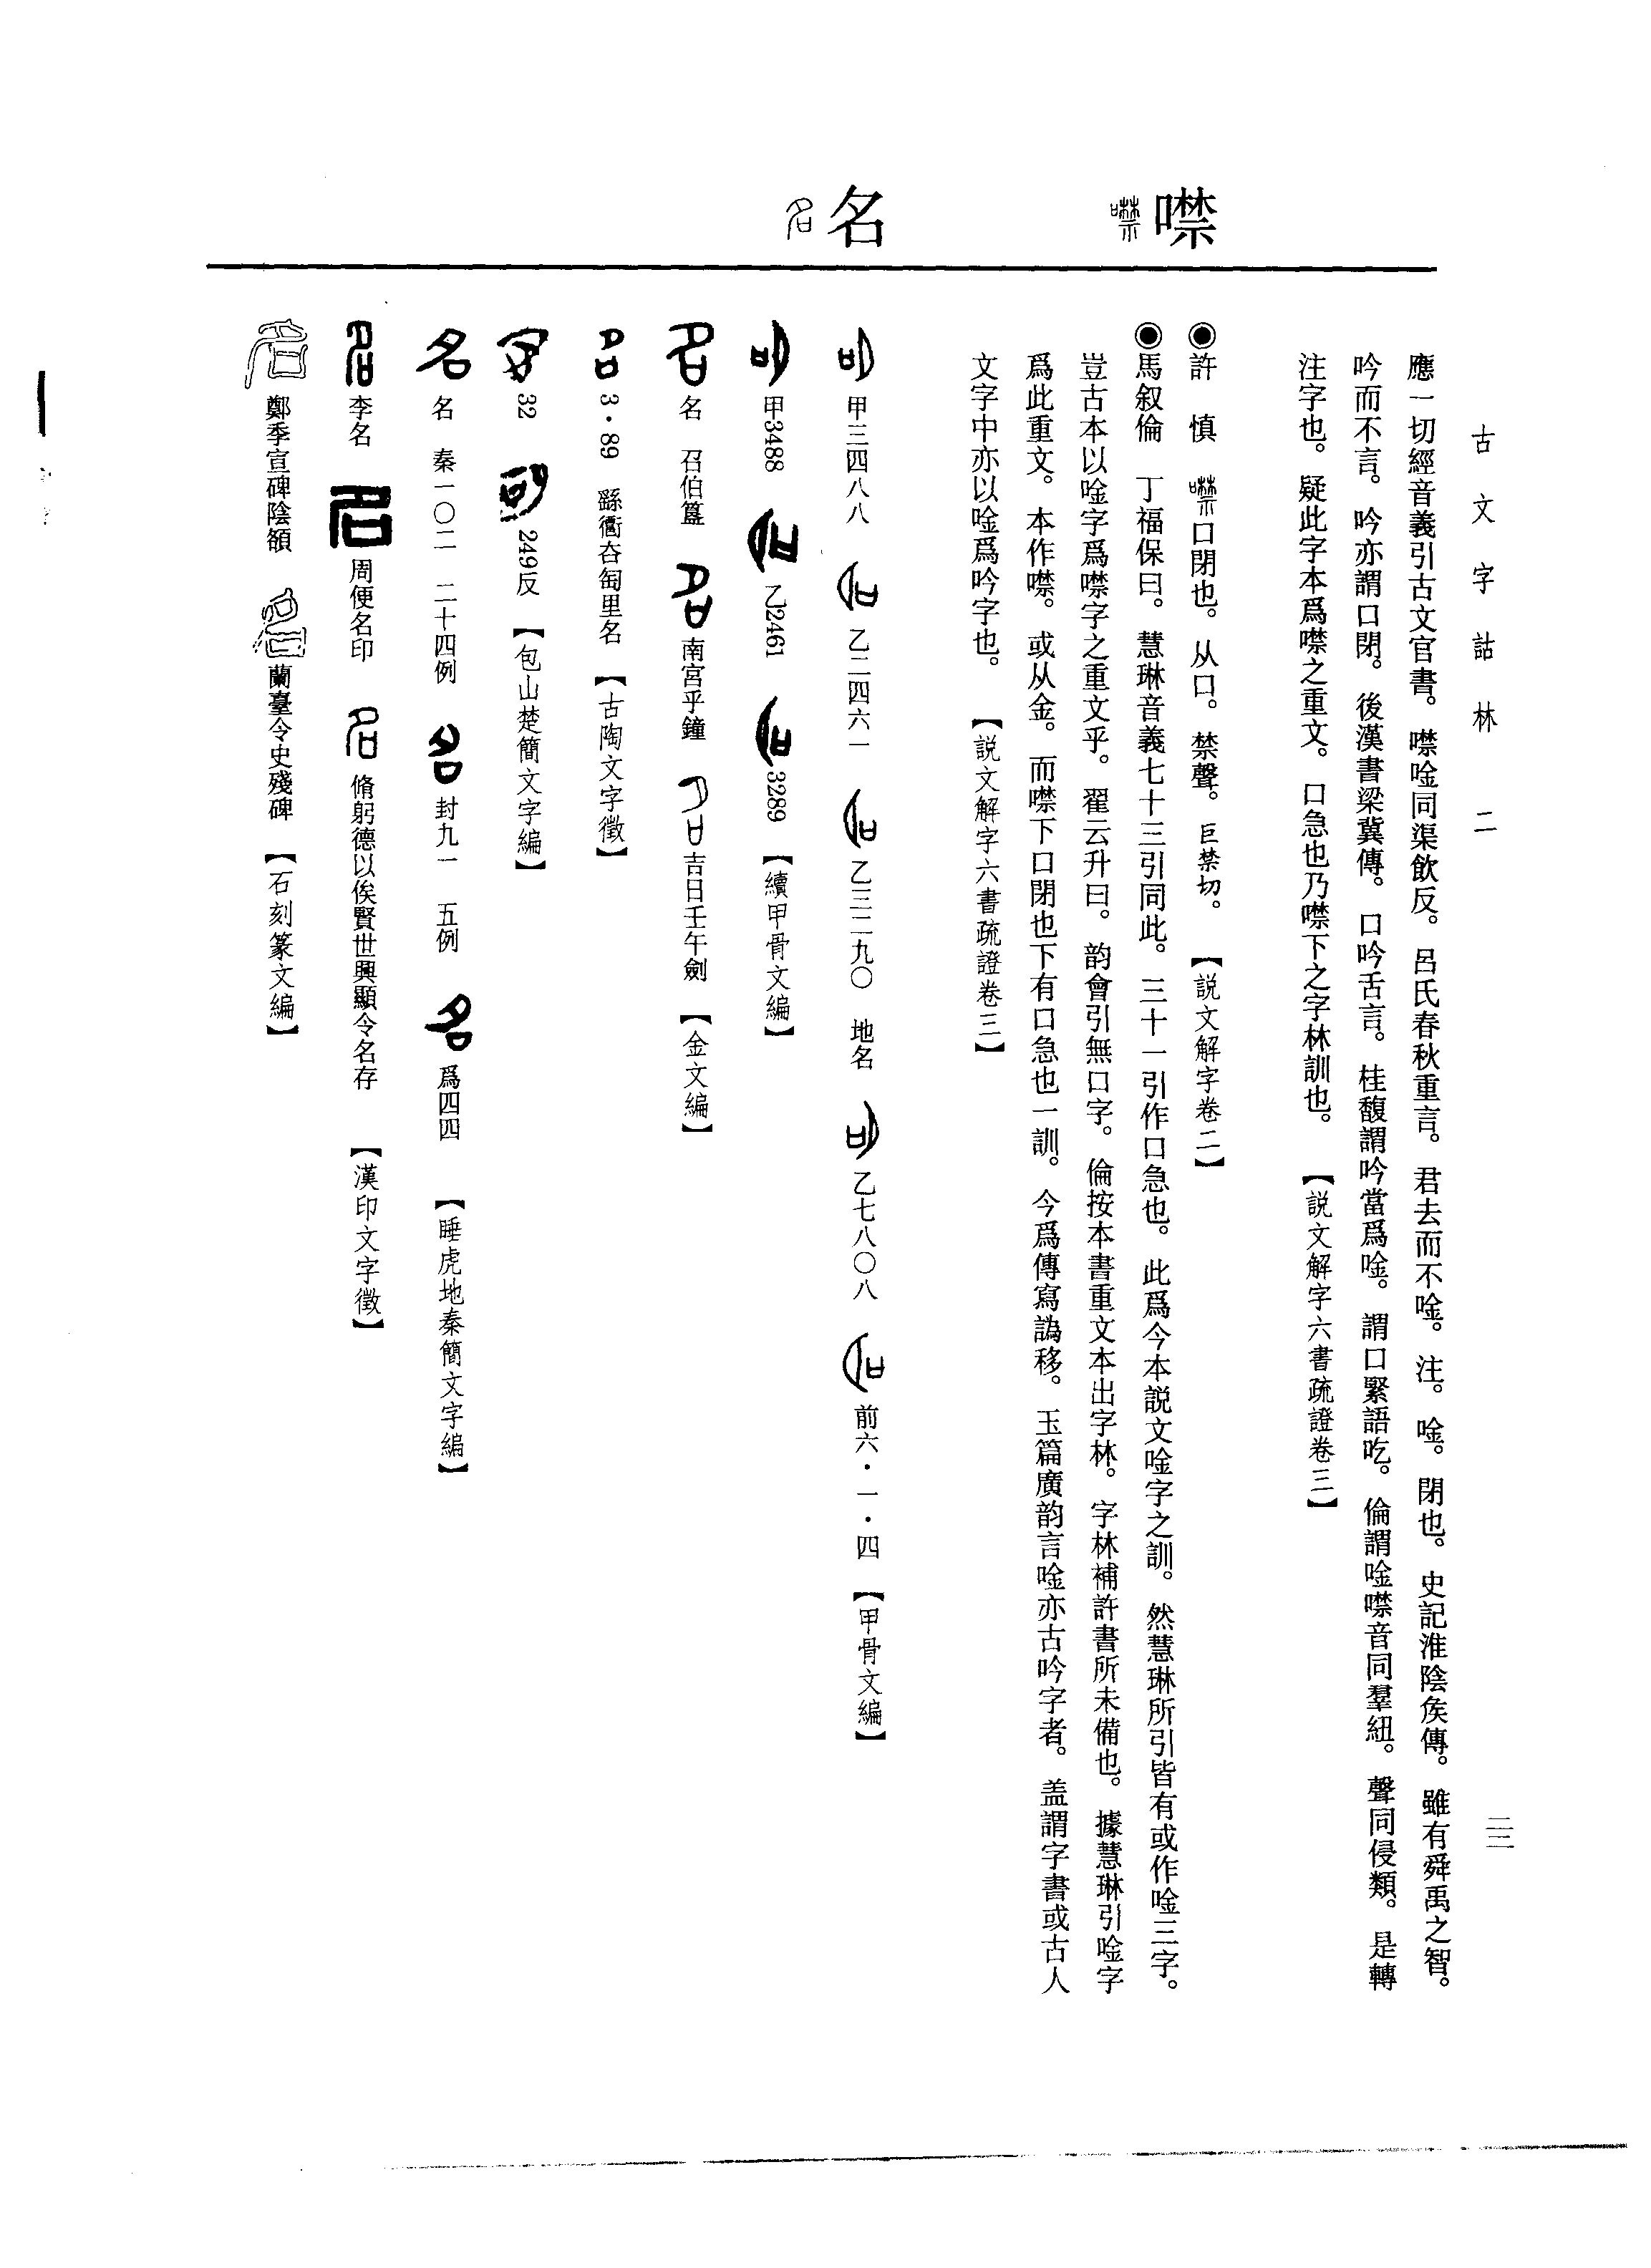 古文字詁林 二
二二
噤
名
應一切經音義引古文官書。噤唫同渠飲反。呂氏春秋重言。君去而不唫。注。唫。閉也。史記淮陰矦傳。雖有舜禹之智。
吟而不言。吟亦謂口閉。後漢書梁冀傳。口吟舌言。桂馥謂吟當爲唫。謂口緊語吃。倫謂唫噤音同羣紐。聲同侵類。是轉
注字也。疑此字本爲噤之重文。口急也乃噤下之字林訓也。【説文解字六書疏證卷三】
◉許 慎 噤口閉也。从口。禁聲。巨禁切。【説文解字卷二】
◉馬叙倫 丁福保曰。慧琳音義七十三引同此。三十一引作口急也。此爲今本説文唫字之訓。然慧琳所引皆有或作唫三字。
豈古本以唫字爲噤字之重文乎。翟云升曰。韵會引無口字。倫按本書重文本出字林。字林補許書所未備也。據慧琳引唫字
爲此重文。本作噤。或从金。而噤下口閉也下有口急也一訓。今爲傳寫譌移。玉篇廣韵言唫亦古吟字者。盖謂字書或古人
文字中亦以唫爲吟字也。【説文解字六書疏證卷三】
甲三四八八 乙二四六一 乙三二九〇 地名 乙七八〇八 前六·一·四 【甲骨文編】
甲3488 乙2461 3289 【續甲骨文編】
名 召伯簋 南宮乎鐘 吉日壬午劍 【金文編】
3·89 繇衢杏匋里名 【古陶文字徵】
32 249反 【包山楚簡文字編】
名 秦一〇二 二十四例 封九一 五例 爲四四 【睡虎地秦簡文字編】
李名 周便名印 脩躬德以俟賢世興顯令名存 【漢印文字徵】
鄭季宣碑陰額 蘭臺令史殘碑 【石刻篆文編】